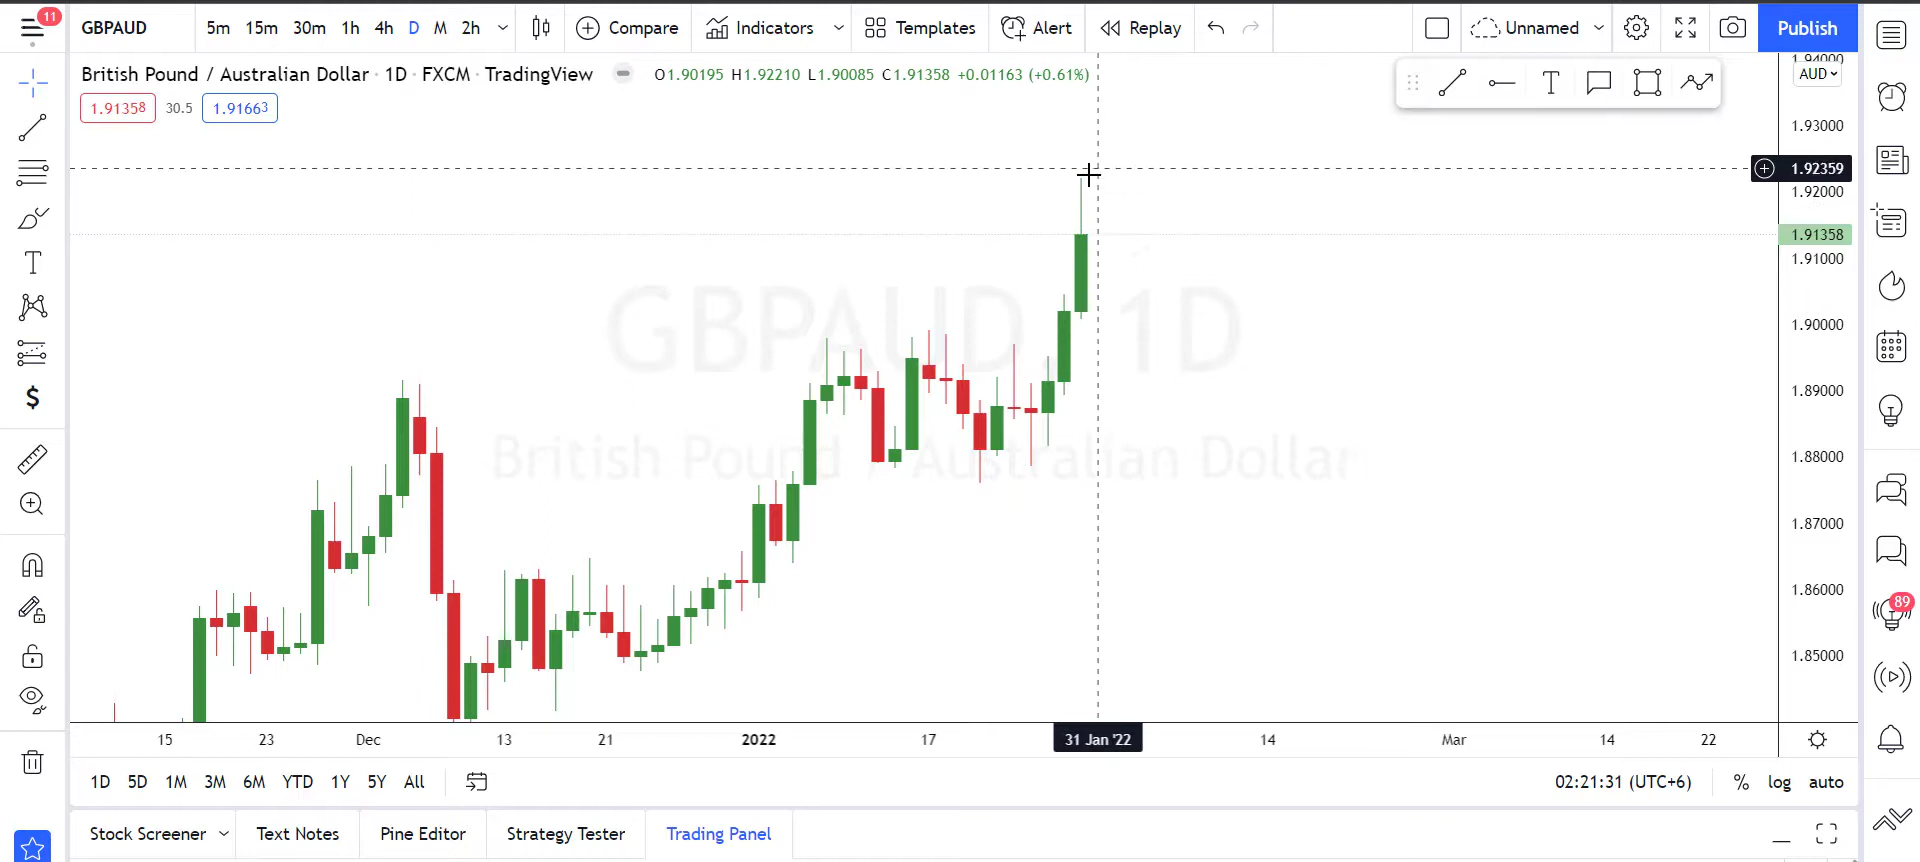 11
GBPAUD 5m 15m 30m 1h 4h D M 2h Compare Indicators Templates Alert Replay Unnamed Publish
British Pound / Australian Dollar · 1D · FXCM · TradingView O1.90195 H1.92210 L1.90085 C1.91358 +0.01163 (+0.61%)
1.91358 30.5 1.91663
1.94000
AUD
1.93000
1.92359
1.92000
1.91358
1.91000
1.90000
1.89000
1.88000
1.87000
1.86000
1.85000
GBPAUD, 1D
British Pound / Australian Dollar
89
15 23 Dec 13 21 2022 17 31 Jan '22 14 Mar 14 22
1D 5D 1M 3M 6M YTD 1Y 5Y All 02:21:31 (UTC+6) % log auto
Stock Screener Text Notes Pine Editor Strategy Tester Trading Panel